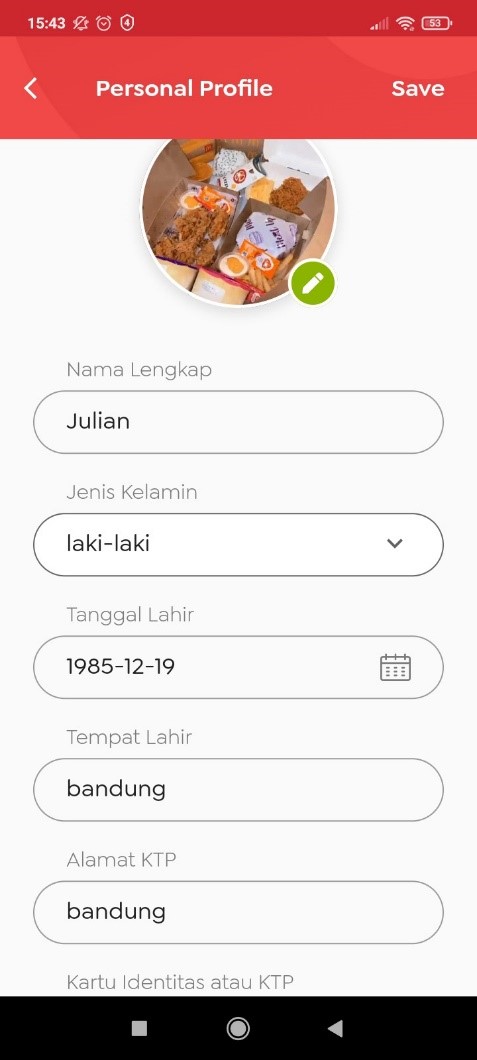 15:43 4 53
Personal Profile Save
Nama Lengkap
Julian
Jenis Kelamin
laki-laki
Tanggal Lahir
1985-12-19
Tempat Lahir
bandung
Alamat KTP
bandung
Kartu Identitas atau KTP